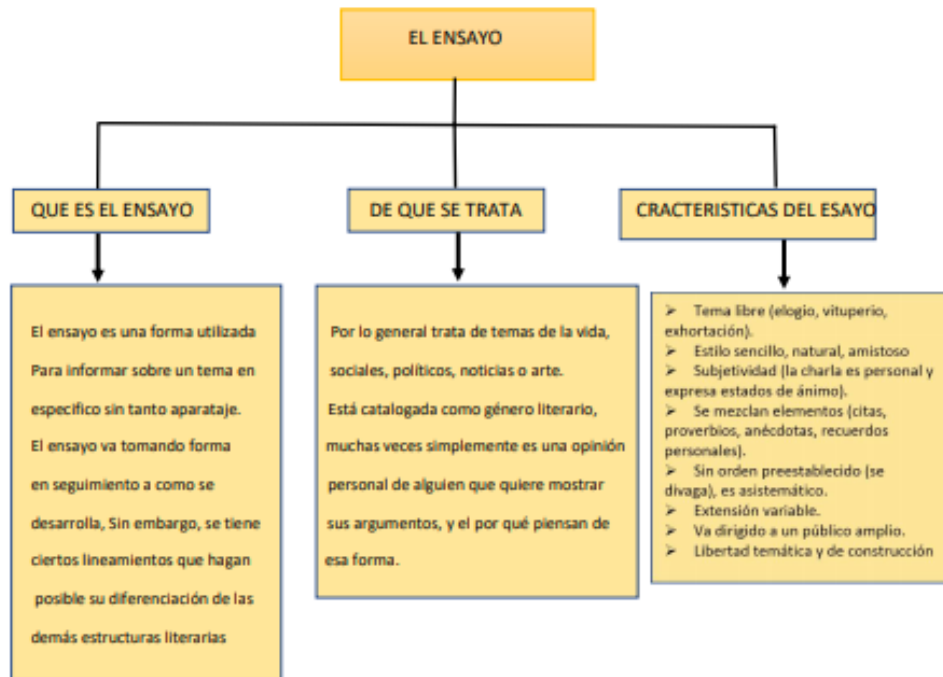 EL ENSAYO
QUE ES EL ENSAYO
El ensayo es una forma utilizada
Para informar sobre un tema en
especifico sin tanto aparataje.
El ensayo va tomando forma
en seguimiento a como se
desarrolla, Sin embargo, se tiene
ciertos lineamientos que hagan
posible su diferenciación de las
demás estructuras literarias
DE QUE SE TRATA
Por lo general trata de temas de la vida,
sociales, políticos, noticias o arte.
Está catalogada como género literario,
muchas veces simplemente es una opinión
personal de alguien que quiere mostrar
sus argumentos, y el por qué piensan de
esa forma.
CRACTERISTICAS DEL ESAYO
➢ Tema libre (elogio, vituperio,
exhortación).
➢ Estilo sencillo, natural, amistoso
➢ Subjetividad (la charla es personal y
expresa estados de ánimo).
➢ Se mezclan elementos (citas,
proverbios, anécdotas, recuerdos
personales).
➢ Sin orden preestablecido (se
divaga), es asistemático.
➢ Extensión variable.
➢ Va dirigido a un público amplio.
➢ Libertad temática y de construcción